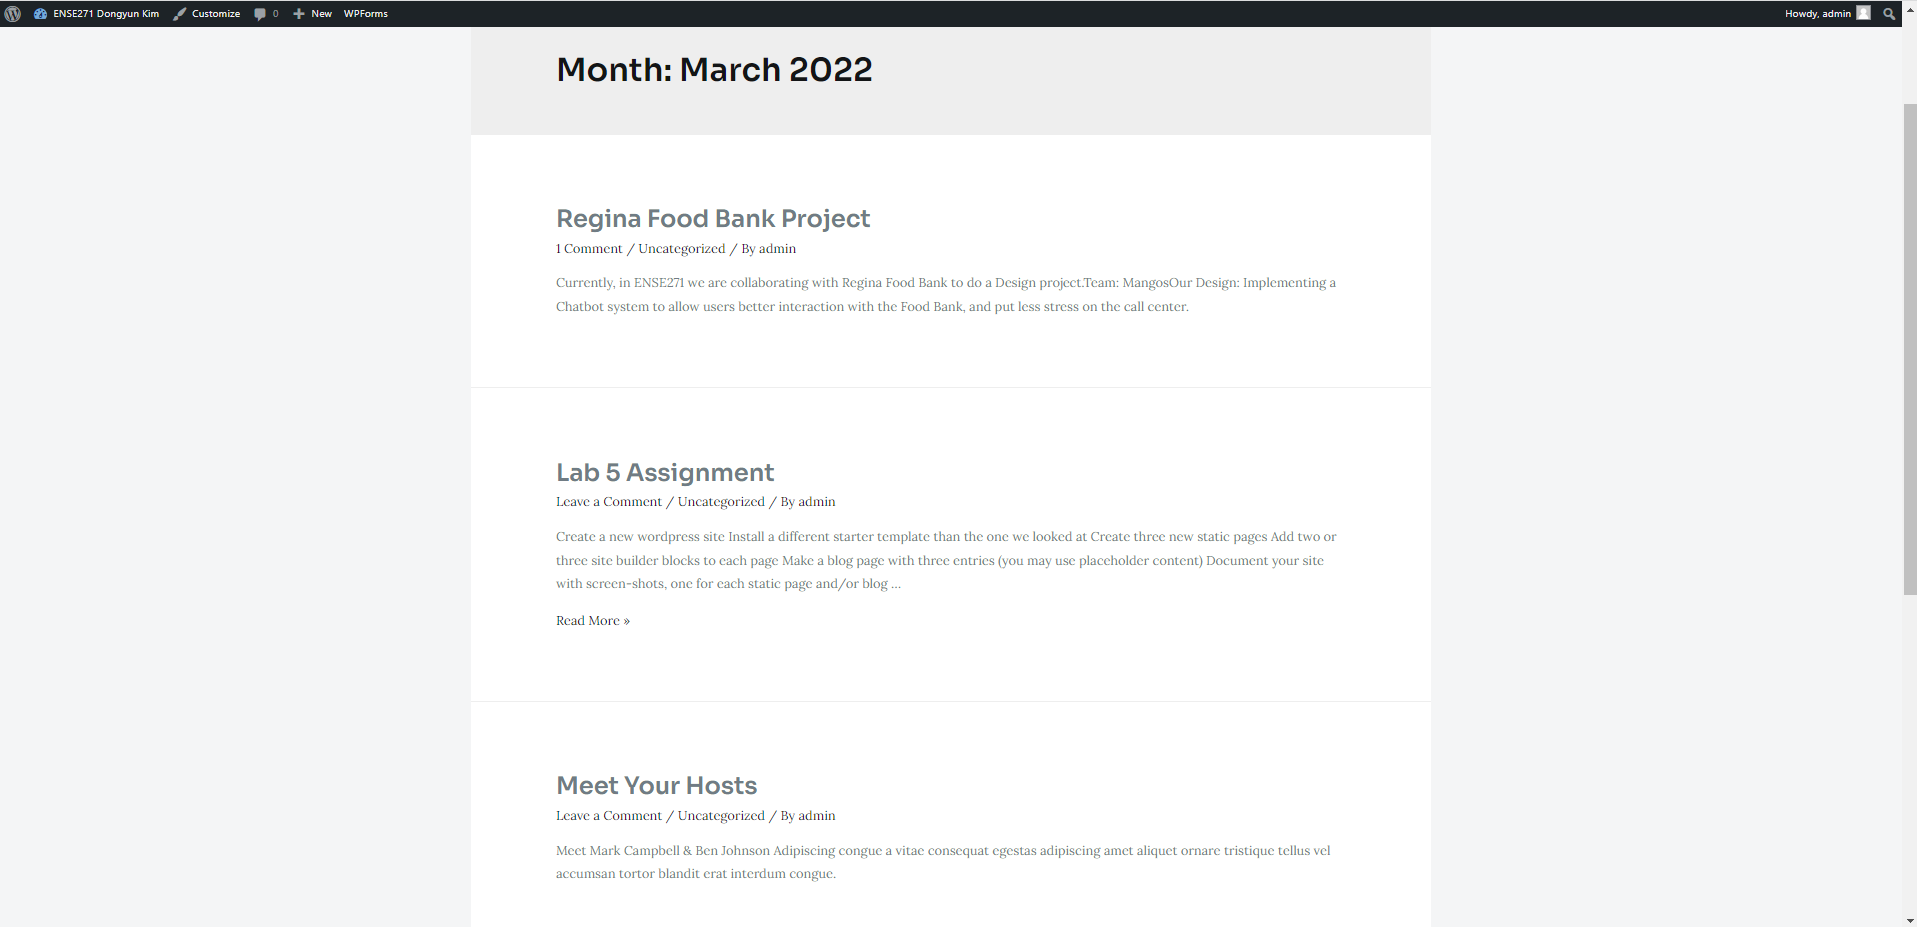 ENSE271 Dongyun Kim Customize 0 New WPForms Howdy, admin
Month: March 2022
Regina Food Bank Project
1 Comment / Uncategorized / By admin
Currently, in ENSE271 we are collaborating with Regina Food Bank to do a Design project.Team: MangosOur Design: Implementing a
Chatbot system to allow users better interaction with the Food Bank, and put less stress on the call center.
Lab 5 Assignment
Leave a Comment / Uncategorized / By admin
Create a new wordpress site Install a different starter template than the one we looked at Create three new static pages Add two or
three site builder blocks to each page Make a blog page with three entries (you may use placeholder content) Document your site
with screen-shots, one for each static page and/or blog …
Read More »
Meet Your Hosts
Leave a Comment / Uncategorized / By admin
Meet Mark Campbell & Ben Johnson Adipiscing congue a vitae consequat egestas adipiscing amet aliquet ornare tristique tellus vel
accumsan tortor blandit erat interdum congue.